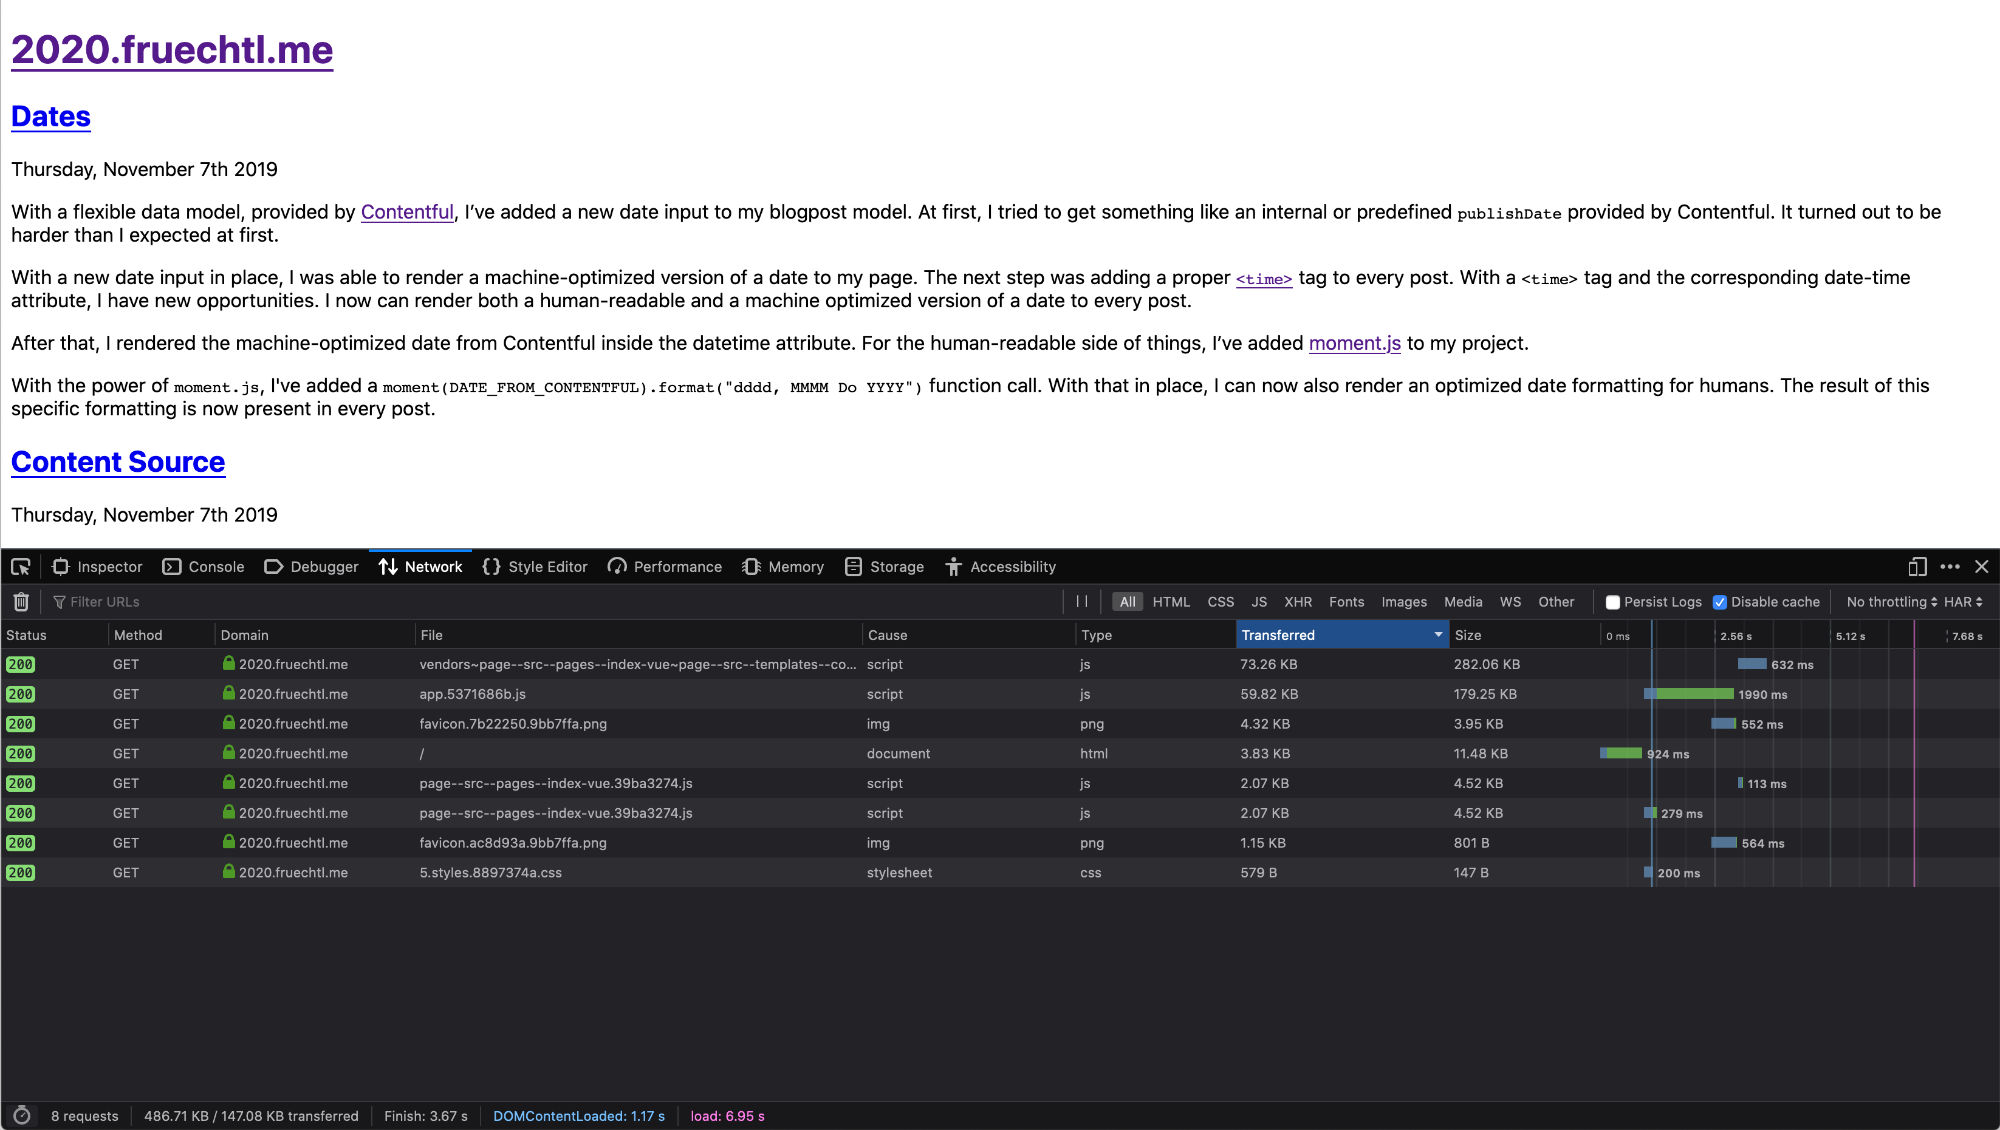 2020.fruechtl.me
Dates
Thursday, November 7th 2019
With a flexible data model, provided by Contentful, I’ve added a new date input to my blogpost model. At first, I tried to get something like an internal or predefined publishDate provided by Contentful. It turned out to be
harder than I expected at first.
With a new date input in place, I was able to render a machine-optimized version of a date to my page. The next step was adding a proper <time> tag to every post. With a <time> tag and the corresponding date-time
attribute, I have new opportunities. I now can render both a human-readable and a machine optimized version of a date to every post.
After that, I rendered the machine-optimized date from Contentful inside the datetime attribute. For the human-readable side of things, I’ve added moment.js to my project.
With the power of moment.js, I've added a moment(DATE_FROM_CONTENTFUL).format("dddd, MMMM Do YYYY") function call. With that in place, I can now also render an optimized date formatting for humans. The result of this
specific formatting is now present in every post.
Content Source
Thursday, November 7th 2019
Inspector Console Debugger Network Style Editor Performance Memory Storage Accessibility
Filter URLs All HTML CSS JS XHR Fonts Images Media WS Other Persist Logs Disable cache No throttling HAR
Status Method Domain File Cause Type Transferred Size 0 ms 2.56 s 5.12 s 7.68 s
200 GET 2020.fruechtl.me vendors~page--src--pages--index-vue~page--src--templates--co... script js 73.26 KB 282.06 KB 632 ms
200 GET 2020.fruechtl.me app.5371686b.js script js 59.82 KB 179.25 KB 1990 ms
200 GET 2020.fruechtl.me favicon.7b22250.9bb7ffa.png img png 4.32 KB 3.95 KB 552 ms
200 GET 2020.fruechtl.me / document html 3.83 KB 11.48 KB 924 ms
200 GET 2020.fruechtl.me page--src--pages--index-vue.39ba3274.js script js 2.07 KB 4.52 KB 113 ms
200 GET 2020.fruechtl.me page--src--pages--index-vue.39ba3274.js script js 2.07 KB 4.52 KB 279 ms
200 GET 2020.fruechtl.me favicon.ac8d93a.9bb7ffa.png img png 1.15 KB 801 B 564 ms
200 GET 2020.fruechtl.me 5.styles.8897374a.css stylesheet css 579 B 147 B 200 ms
8 requests 486.71 KB / 147.08 KB transferred Finish: 3.67 s DOMContentLoaded: 1.17 s load: 6.95 s